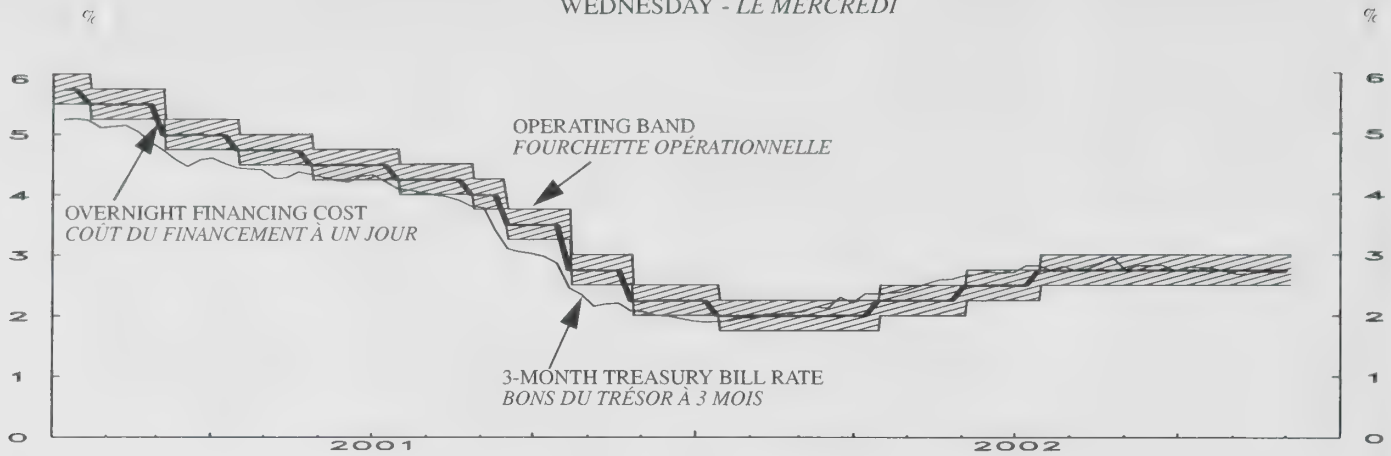 WEDNESDAY - LE MERCREDI
% %
6 6
5 5
OPERATING BAND
FOURCHETTE OPÉRATIONNELLE
4 4
OVERNIGHT FINANCING COST
COÛT DU FINANCEMENT À UN JOUR
3 3
2 2
3-MONTH TREASURY BILL RATE
BONS DU TRÉSOR À 3 MOIS
1 1
0 0
2001 2002